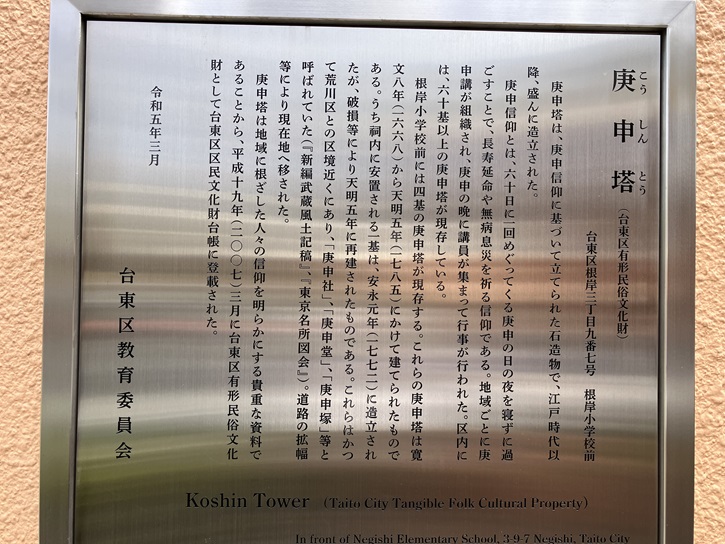 庚申塔（台東区有形民俗文化財）
こうしんとう
台東区根岸三丁目九番七号　根岸小学校前
庚申塔は、庚申信仰に基づいて立てられた石造物で、江戸時代以
降、盛んに造立された。
庚申信仰とは、六十日に一回めぐってくる庚申の日の夜を寝ずに過
ごすことで、長寿延命や無病息災を祈る信仰である。地域ごとに庚
申講が組織され、庚申の晩に講員が集まって行事が行われた。区内に
は、六十基以上の庚申塔が現存している。
根岸小学校前には四基の庚申塔が現存する。これらの庚申塔は寛
文八年（一六六八）から天明五年（一七八五）にかけて建てられたもので
ある。うち祠内に安置される一基は、安永元年（一七七二）に造立され
たが、破損等により天明五年に再建されたものである。これらはかつ
て荒川区との区境近くにあり、「庚申社」、「庚申堂」、「庚申塚」等と
呼ばれていた（『新編武蔵風土記稿』、『東京名所図会』）。道路の拡幅
等により現在地へ移された。
庚申塔は地域に根ざした人々の信仰を明らかにする貴重な資料で
あることから、平成十九年（二〇〇七）三月に台東区有形民俗文化
財として台東区区民文化財台帳に登載された。
令和五年三月
台東区教育委員会
Koshin Tower （Taito City Tangible Folk Cultural Property）
In front of Negishi Elementary School, 3-9-7 Negishi, Taito City